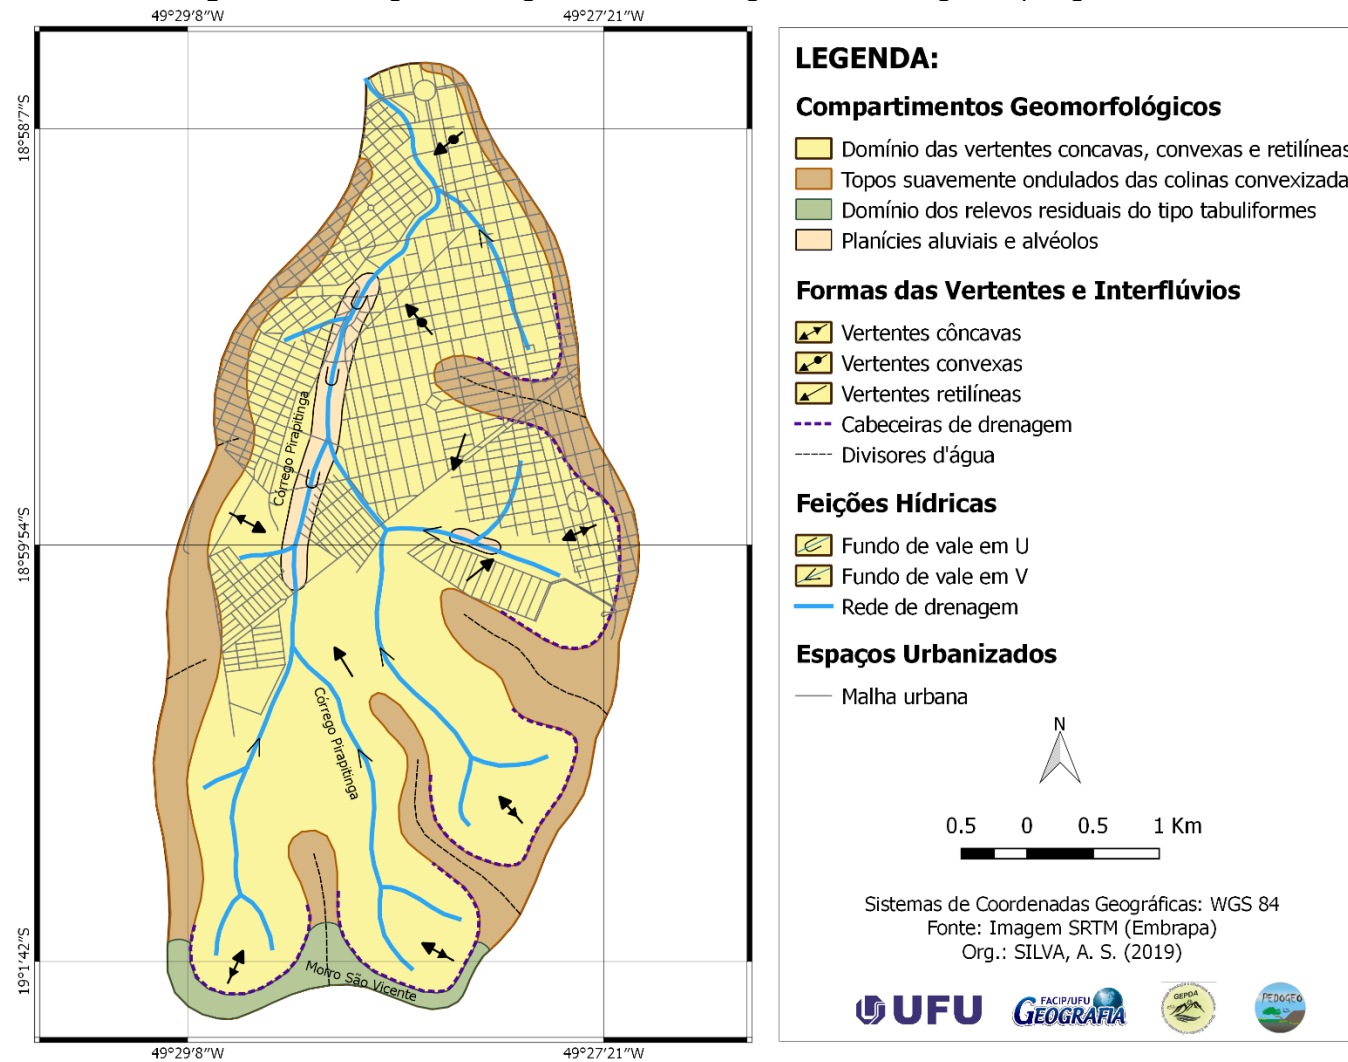 49°29'8"W
49°27'21"W
18°58'7"S
18°59'54"S
19°1'42"S
49°29'8"W
49°27'21"W
Córrego Pirapitinga
Córrego Pirapitinga
Morro São Vicente
LEGENDA:
Compartimentos Geomorfológicos
Domínio das vertentes concavas, convexas e retilíneas
Topos suavemente ondulados das colinas convexizada
Domínio dos relevos residuais do tipo tabuliformes
Planícies aluviais e alvéolos
Formas das Vertentes e Interflúvios
Vertentes côncavas
Vertentes convexas
Vertentes retilíneas
Cabeceiras de drenagem
Divisores d'água
Feições Hídricas
Fundo de vale em U
Fundo de vale em V
Rede de drenagem
Espaços Urbanizados
Malha urbana
N
0.5 0 0.5 1 Km
Sistemas de Coordenadas Geográficas: WGS 84
Fonte: Imagem SRTM (Embrapa)
Org.: SILVA, A. S. (2019)
UFU
FACIP/UFU
GEOGRAFIA
GEPDA
PEDOGEO